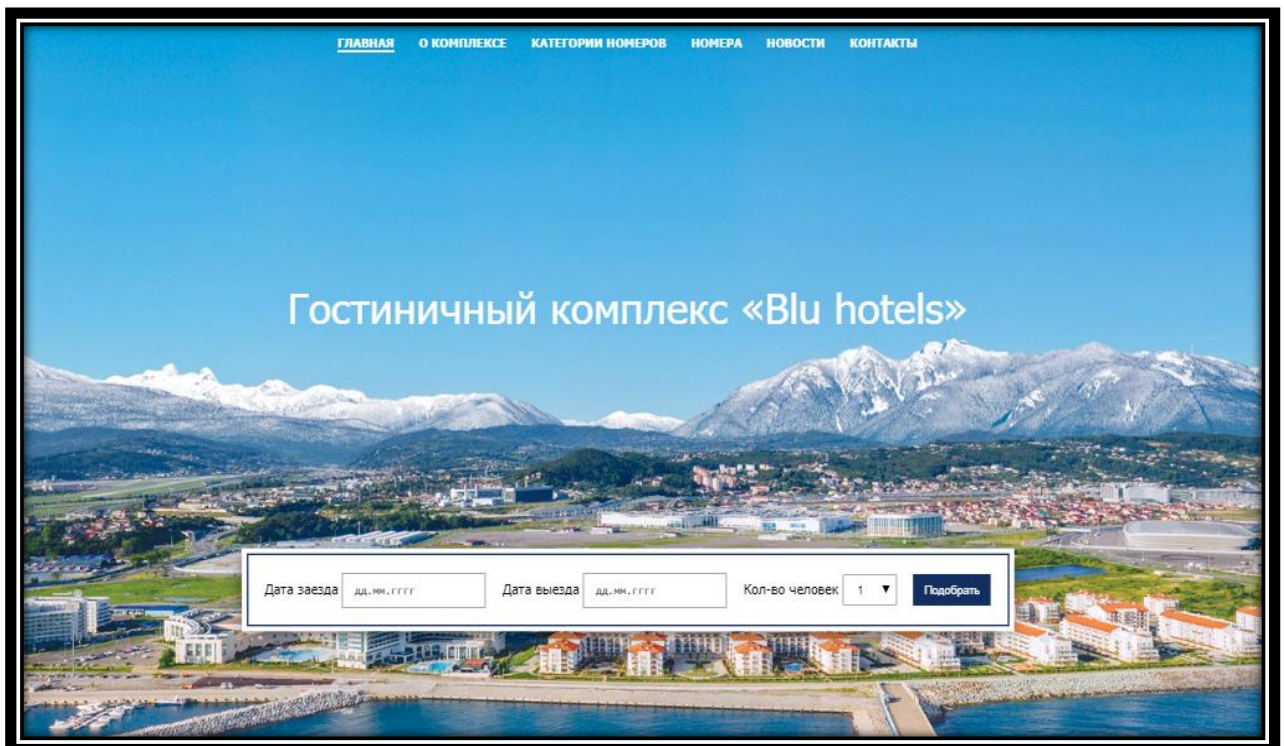 ГЛАВНАЯ О КОМПЛЕКСЕ КАТЕГОРИИ НОМЕРОВ НОМЕРА НОВОСТИ КОНТАКТЫ
Гостиничный комплекс «Blu hotels»
Дата заезда дд.мм.гггг Дата выезда дд.мм.гггг Кол-во человек 1 ▼ Подобрать